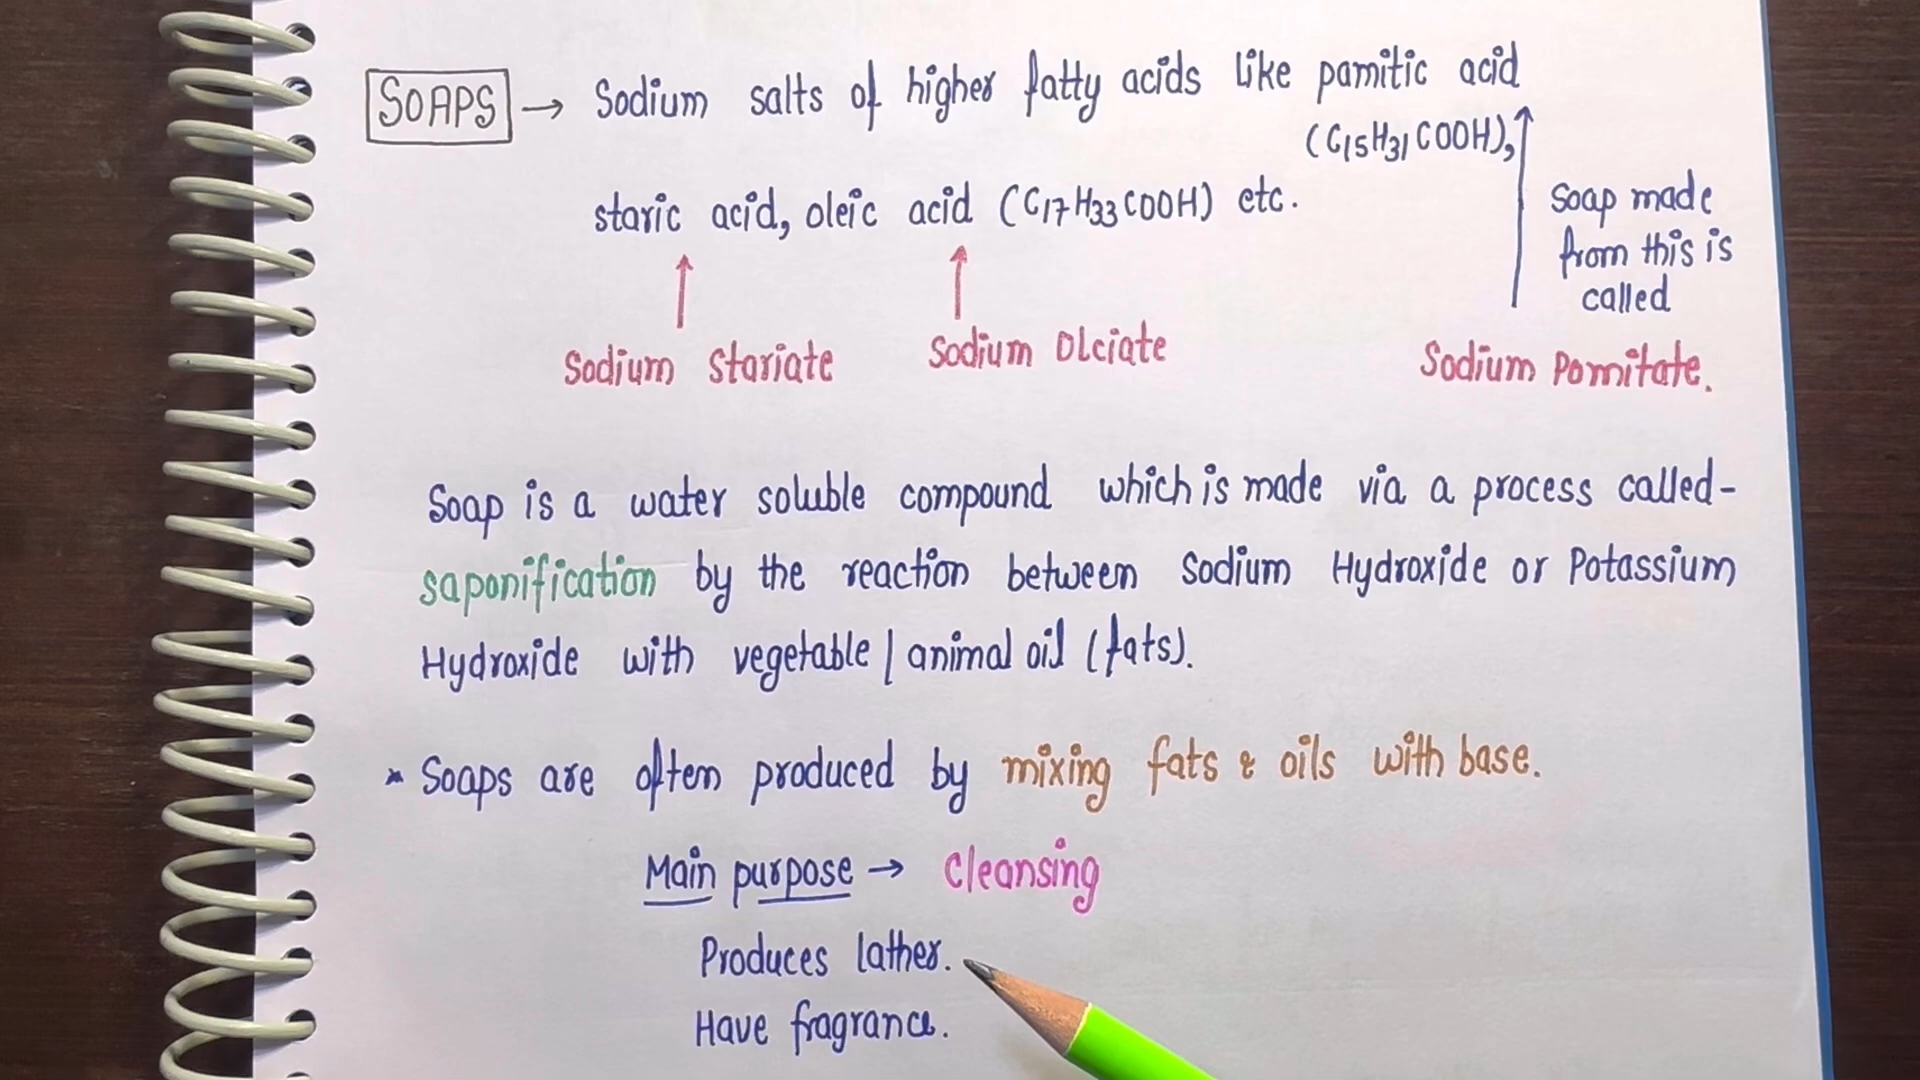 SOAPS → Sodium salts of higher fatty acids like pamitic acid
(C15H31COOH),
staric acid, oleic acid (C17H33COOH) etc.
Soap made
from this is
called
Sodium Stariate
Sodium Olciate
Sodium Pomitate.
Soap is a water soluble compound which is made via a process called-
saponification by the reaction between Sodium Hydroxide or Potassium
Hydroxide with vegetable / animal oil (fats).
* Soaps are often produced by mixing fats & oils with base.
Main purpose → Cleansing
Produces lather.
Have fragrance.